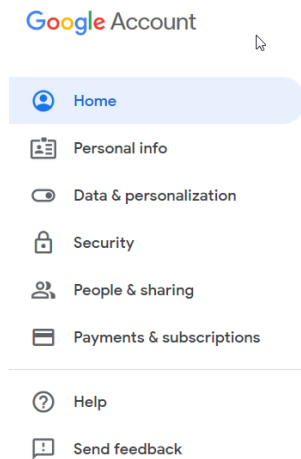 Google Account
Home
Personal info
Data & personalization
Security
People & sharing
Payments & subscriptions
Help
Send feedback